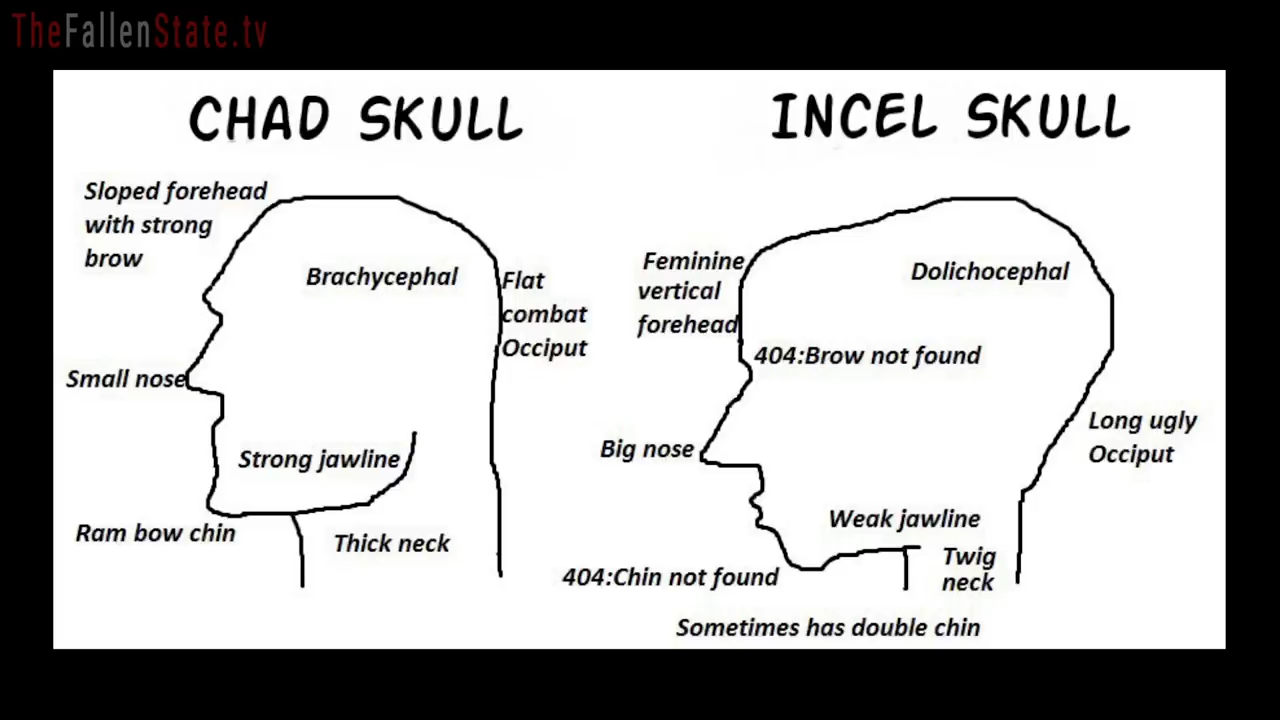 TheFallenState.tv
CHAD SKULL
Sloped forehead
with strong
brow
Brachycephal
Flat
combat
Occiput
Small nose
Strong jawline
Ram bow chin
Thick neck
INCEL SKULL
Feminine
vertical
forehead
Dolichocephal
404:Brow not found
Big nose
Long ugly
Occiput
Weak jawline
Twig
neck
404:Chin not found
Sometimes has double chin